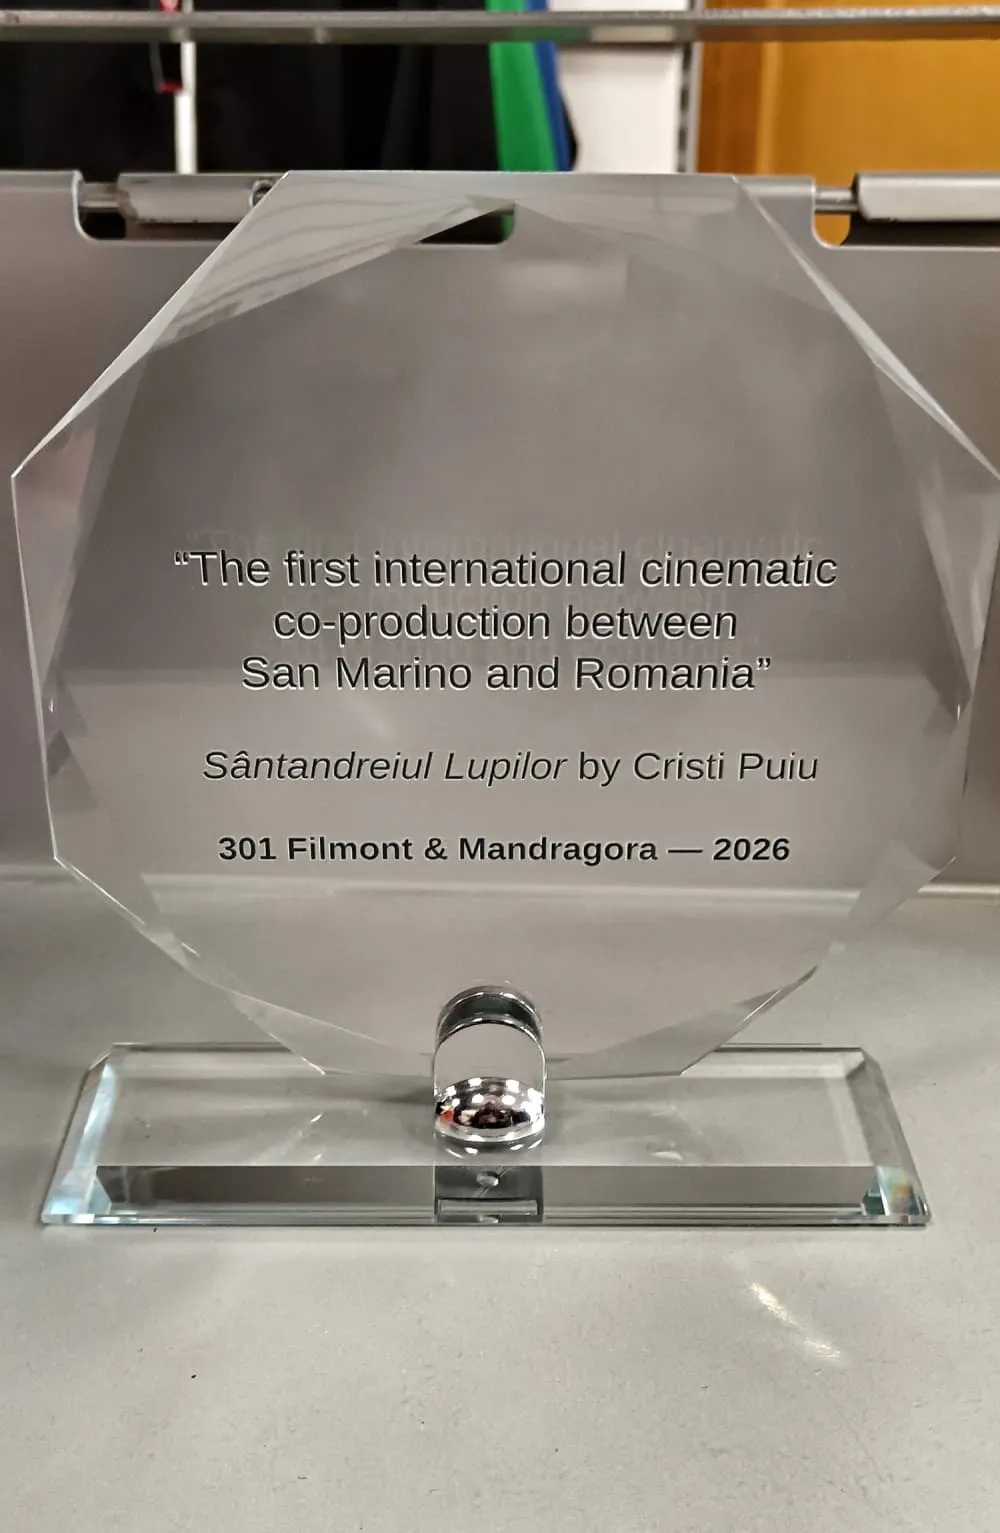 “The first international cinematic
co-production between
San Marino and Romania”
Sântandreiul Lupilor by Cristi Puiu
301 Filmont & Mandragora — 2026